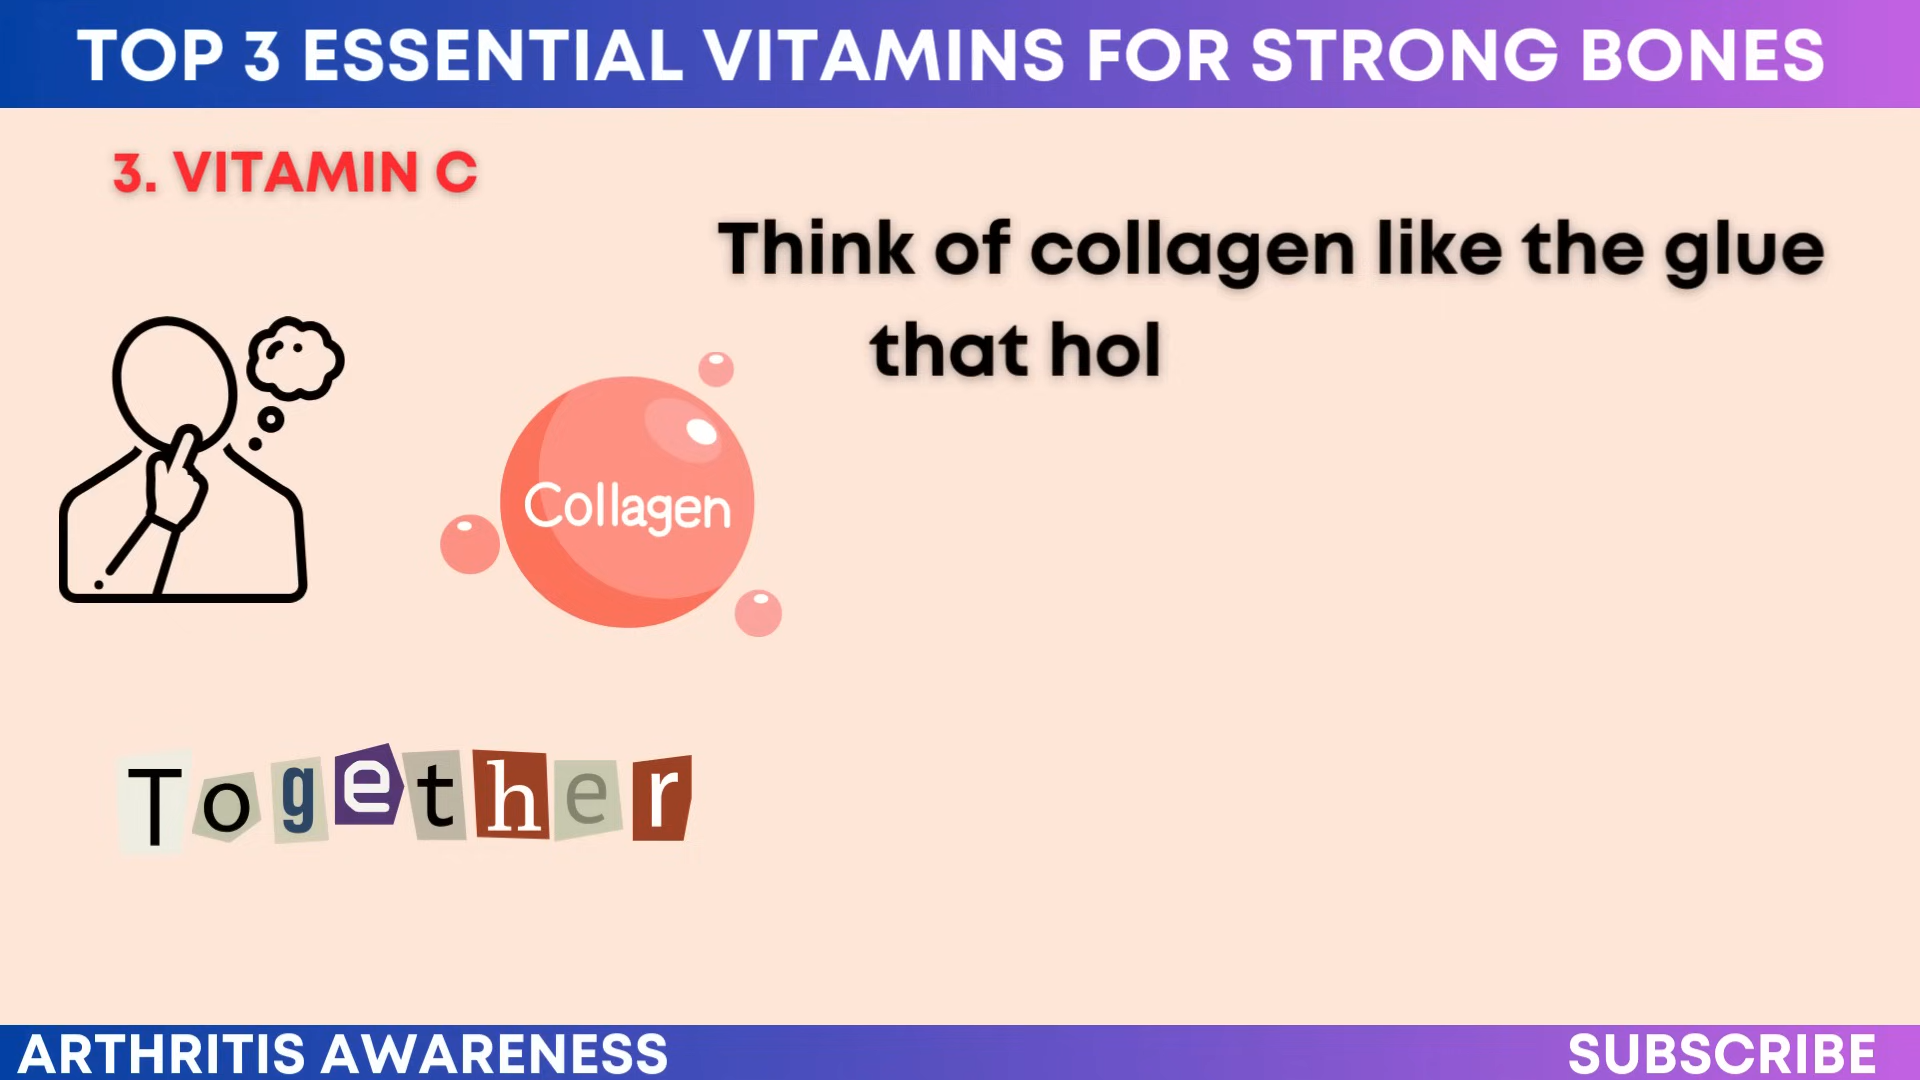 TOP 3 ESSENTIAL VITAMINS FOR STRONG BONES
3. VITAMIN C
Think of collagen like the glue
that hol
Collagen
Together
ARTHRITIS AWARENESS
SUBSCRIBE